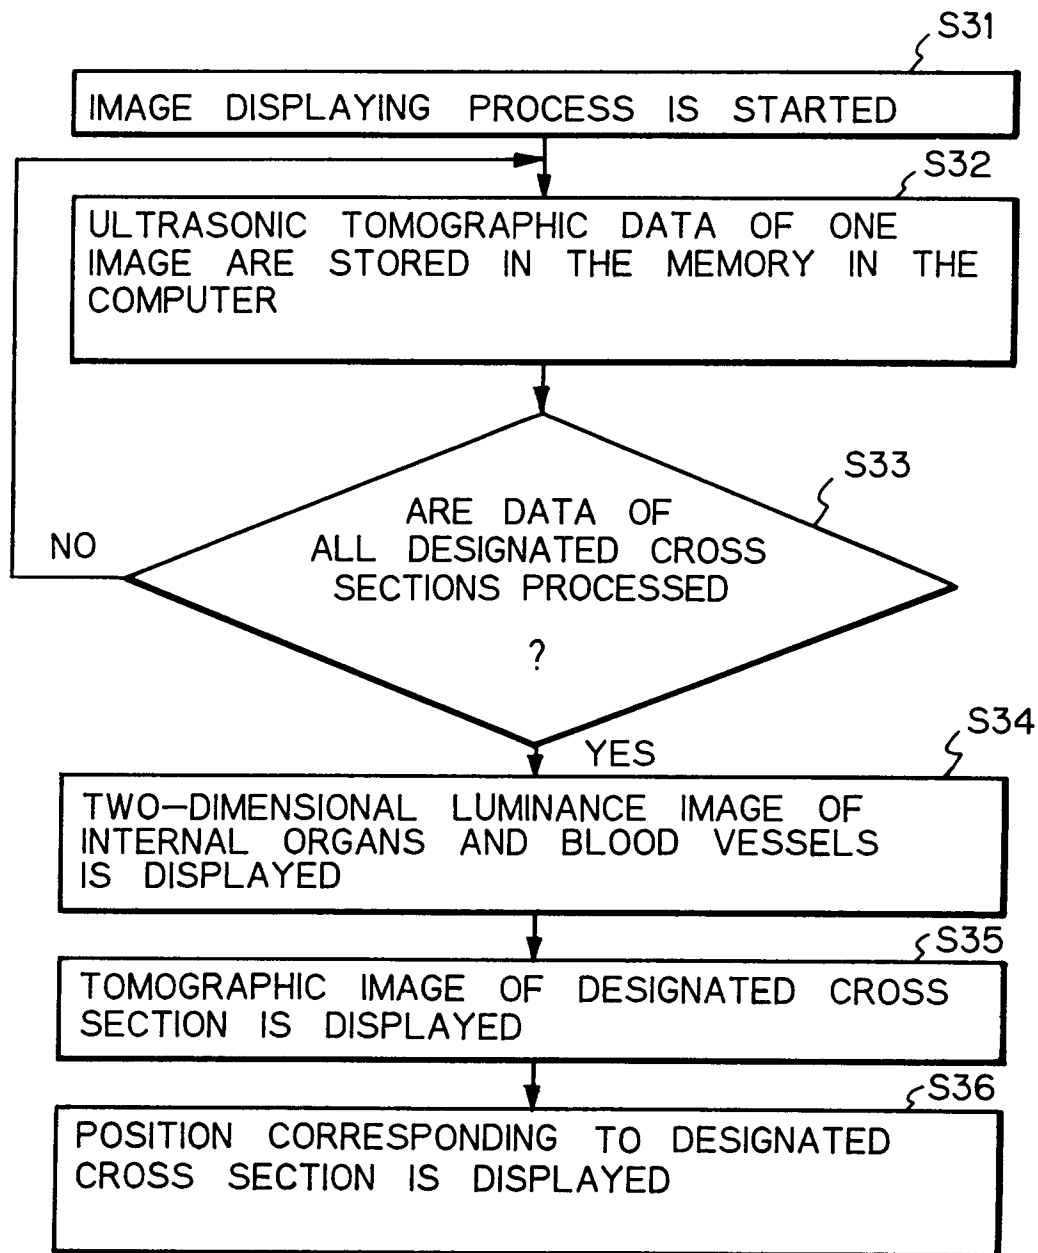 S31
IMAGE DISPLAYING PROCESS IS STARTED
S32
ULTRASONIC TOMOGRAPHIC DATA OF ONE
IMAGE ARE STORED IN THE MEMORY IN THE
COMPUTER
S33
ARE DATA OF
ALL DESIGNATED CROSS
SECTIONS PROCESSED
?
NO
YES
S34
TWO-DIMENSIONAL LUMINANCE IMAGE OF
INTERNAL ORGANS AND BLOOD VESSELS
IS DISPLAYED
S35
TOMOGRAPHIC IMAGE OF DESIGNATED CROSS
SECTION IS DISPLAYED
S36
POSITION CORRESPONDING TO DESIGNATED
CROSS SECTION IS DISPLAYED